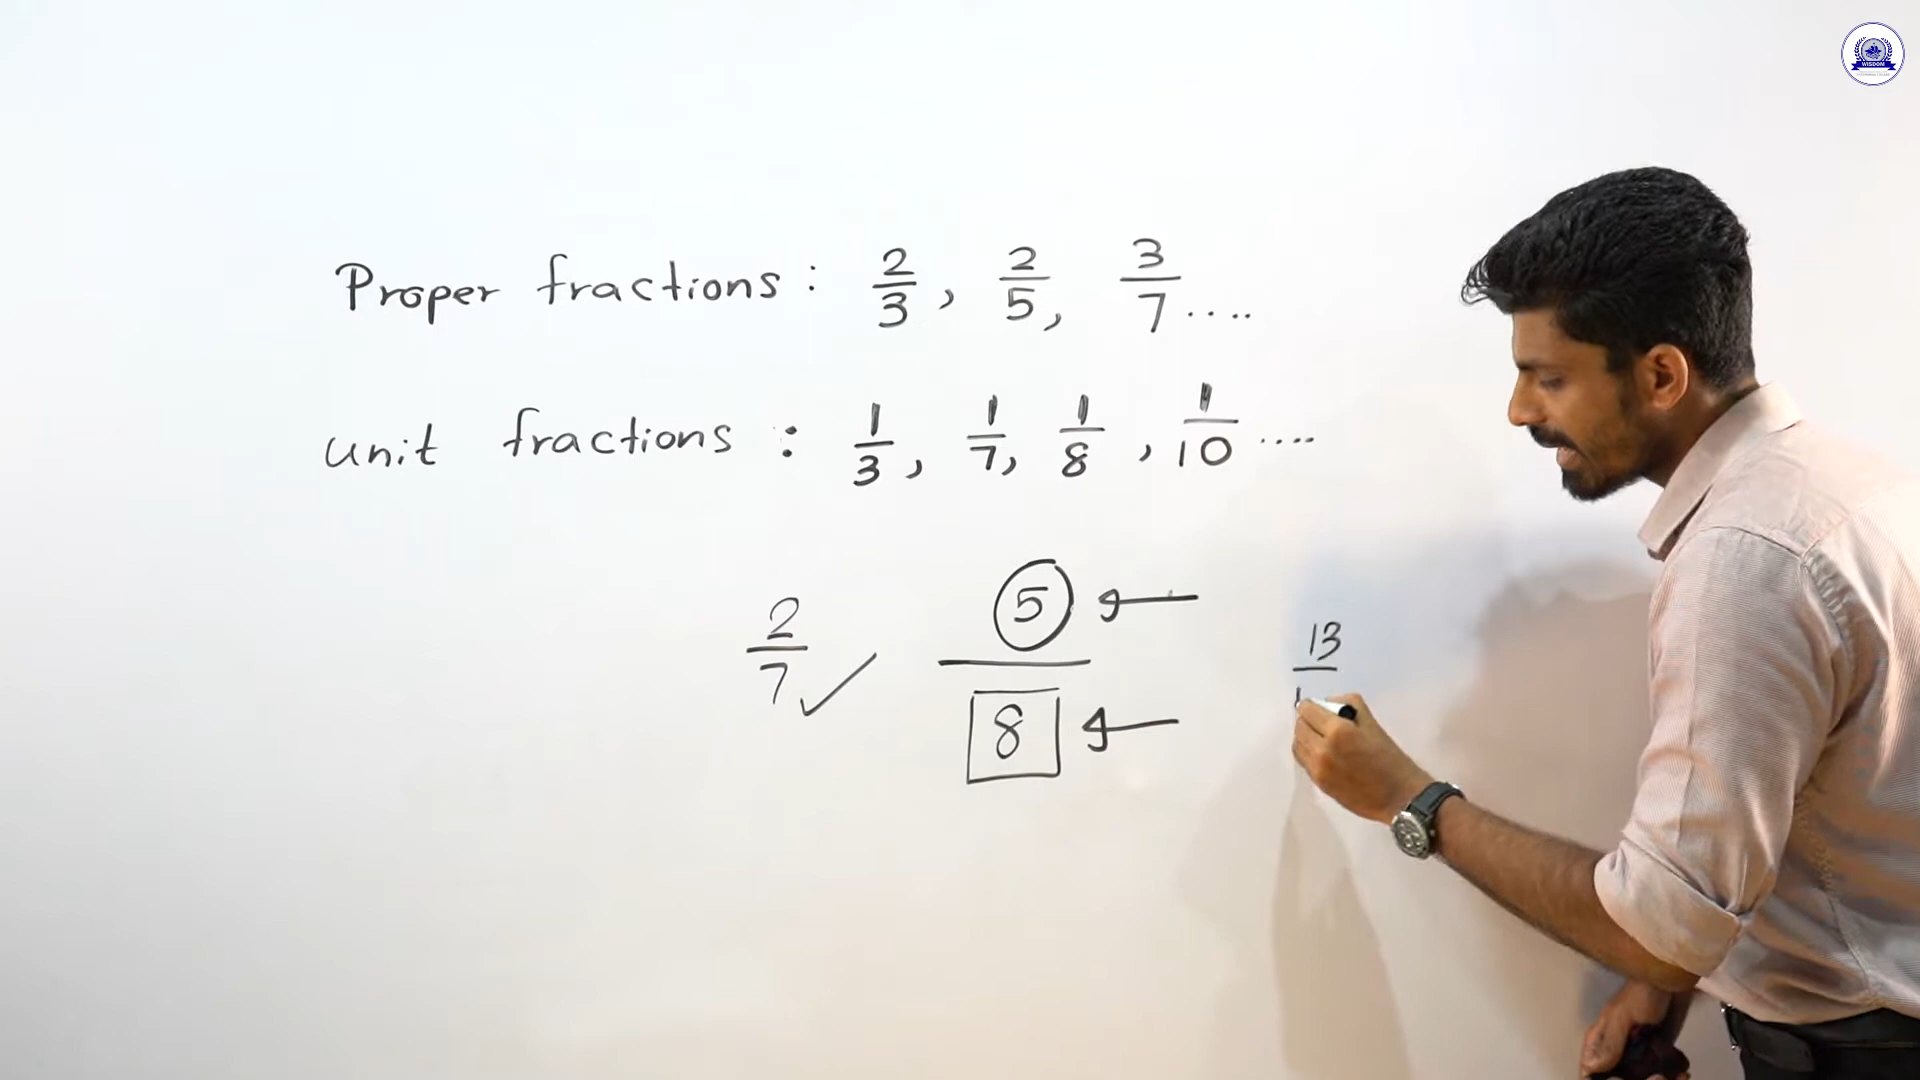 WISDOM
Proper fractions : 2/3, 2/5, 3/7 ....
unit fractions : 1/3, 1/7, 1/8, 1/10 ....
2/7 ✓ 5/8 13/